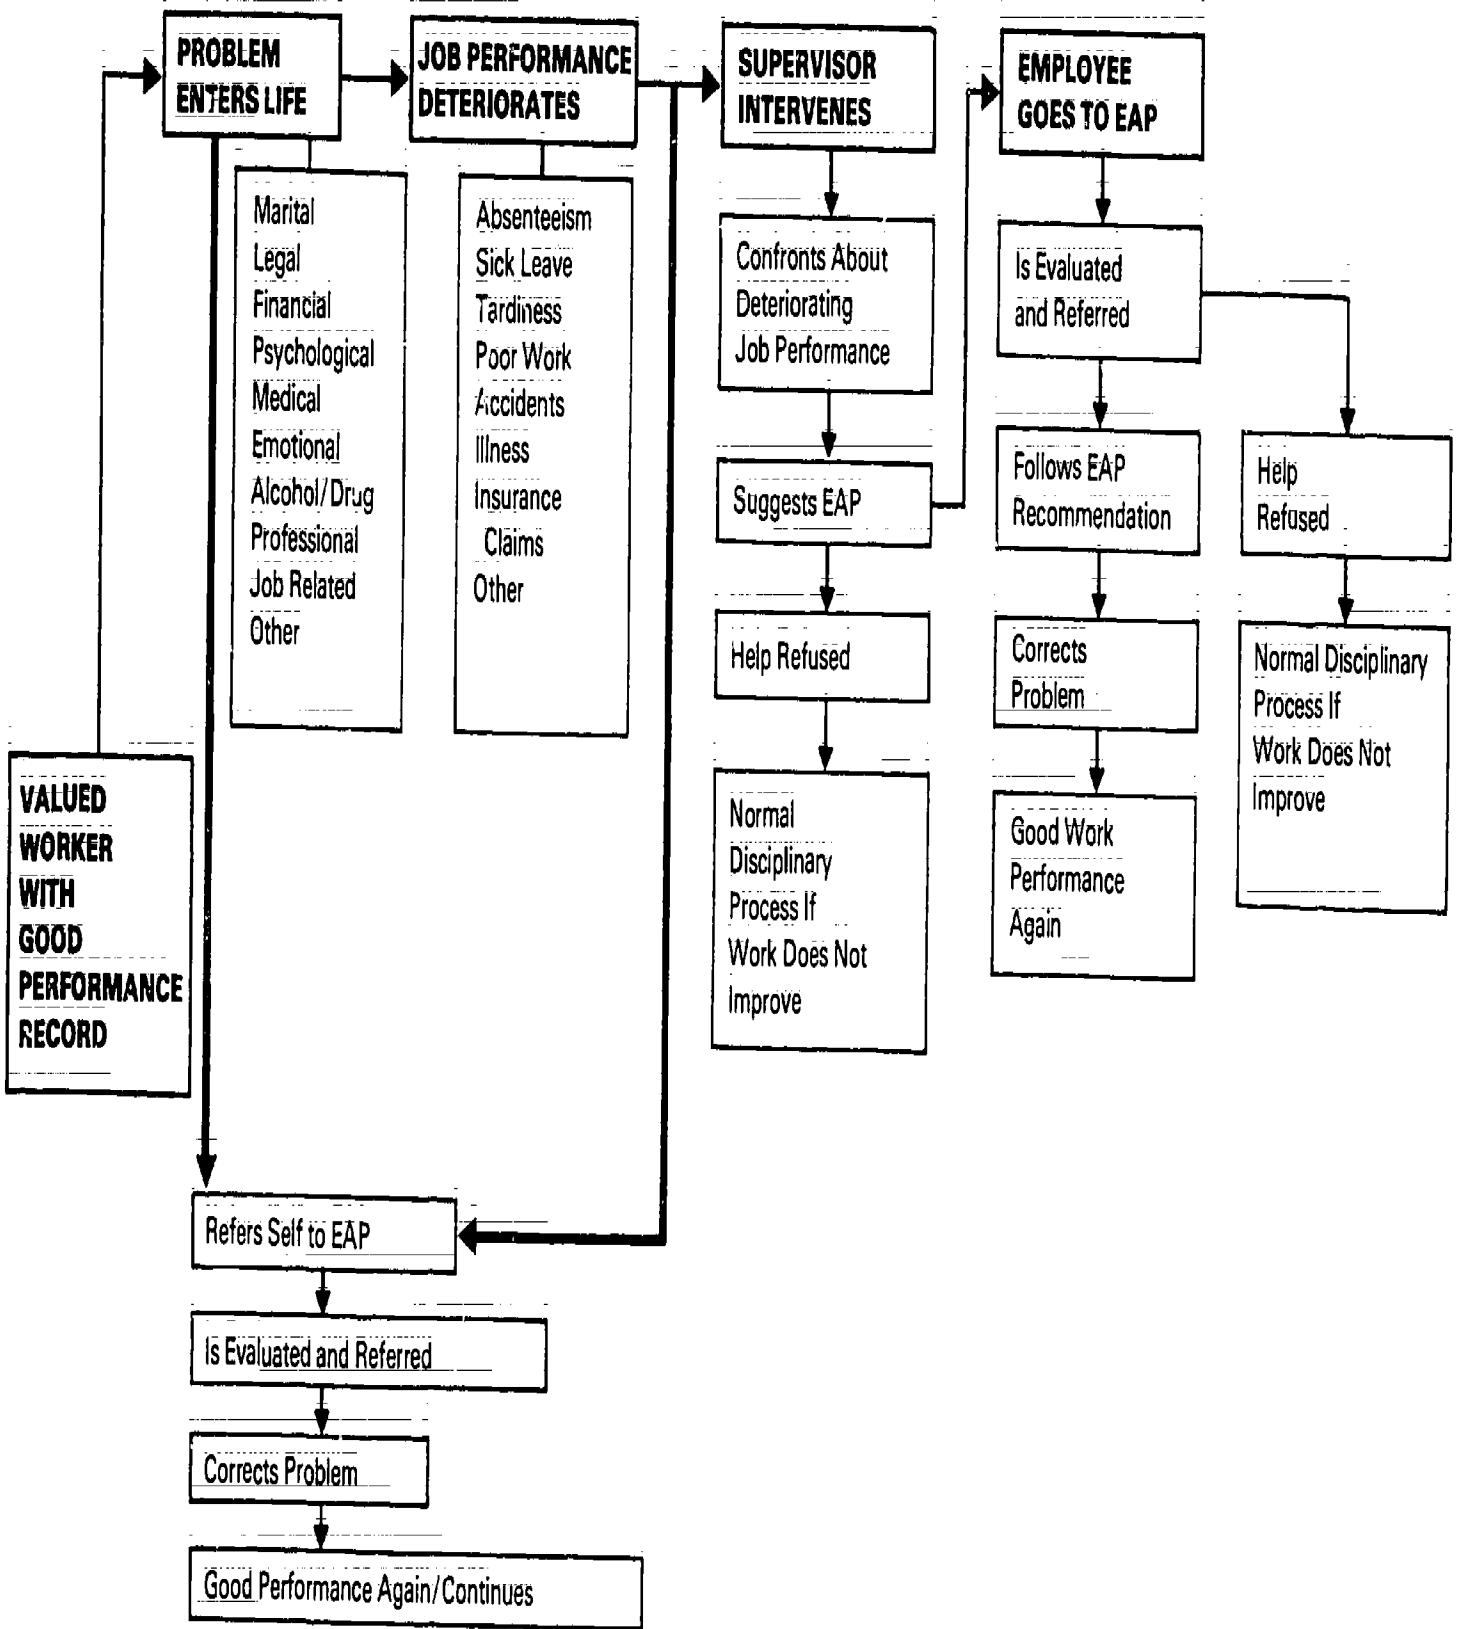 PROBLEM
ENTERS LIFE
JOB PERFORMANCE
DETERIORATES
SUPERVISOR
INTERVENES
EMPLOYEE
GOES TO EAP
Marital
Legal
Financial
Psychological
Medical
Emotional
Alcohol/Drug
Professional
Job Related
Other
Absenteeism
Sick Leave
Tardiness
Poor Work
Accidents
Illness
Insurance
Claims
Other
Confronts About
Deteriorating
Job Performance
Suggests EAP
Help Refused
Normal
Disciplinary
Process If
Work Does Not
Improve
Is Evaluated
and Referred
Follows EAP
Recommendation
Corrects
Problem
Good Work
Performance
Again
Help
Refused
Normal Disciplinary
Process If
Work Does Not
Improve
VALUED
WORKER
WITH
GOOD
PERFORMANCE
RECORD
Refers Self to EAP
Is Evaluated and Referred
Corrects Problem
Good Performance Again/Continues